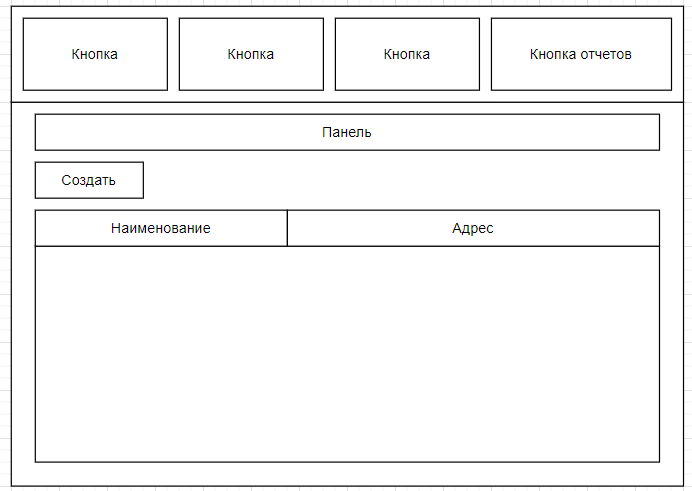 Кнопка
Кнопка
Кнопка
Кнопка отчетов
Панель
Создать
Наименование
Адрес